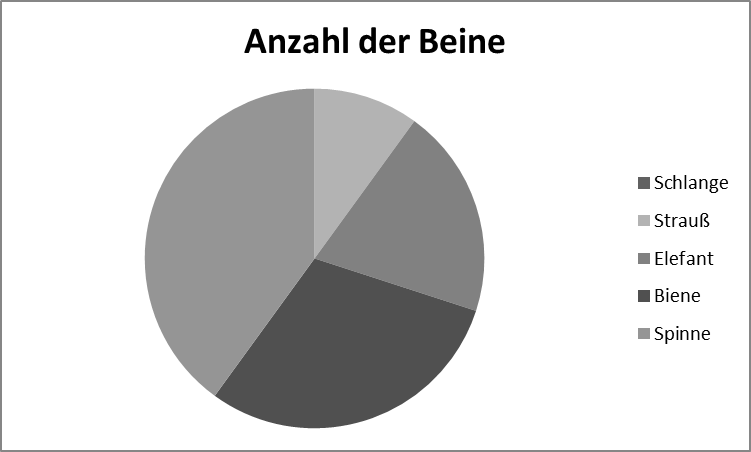 Anzahl der Beine
Schlange
Strauß
Elefant
Biene
Spinne